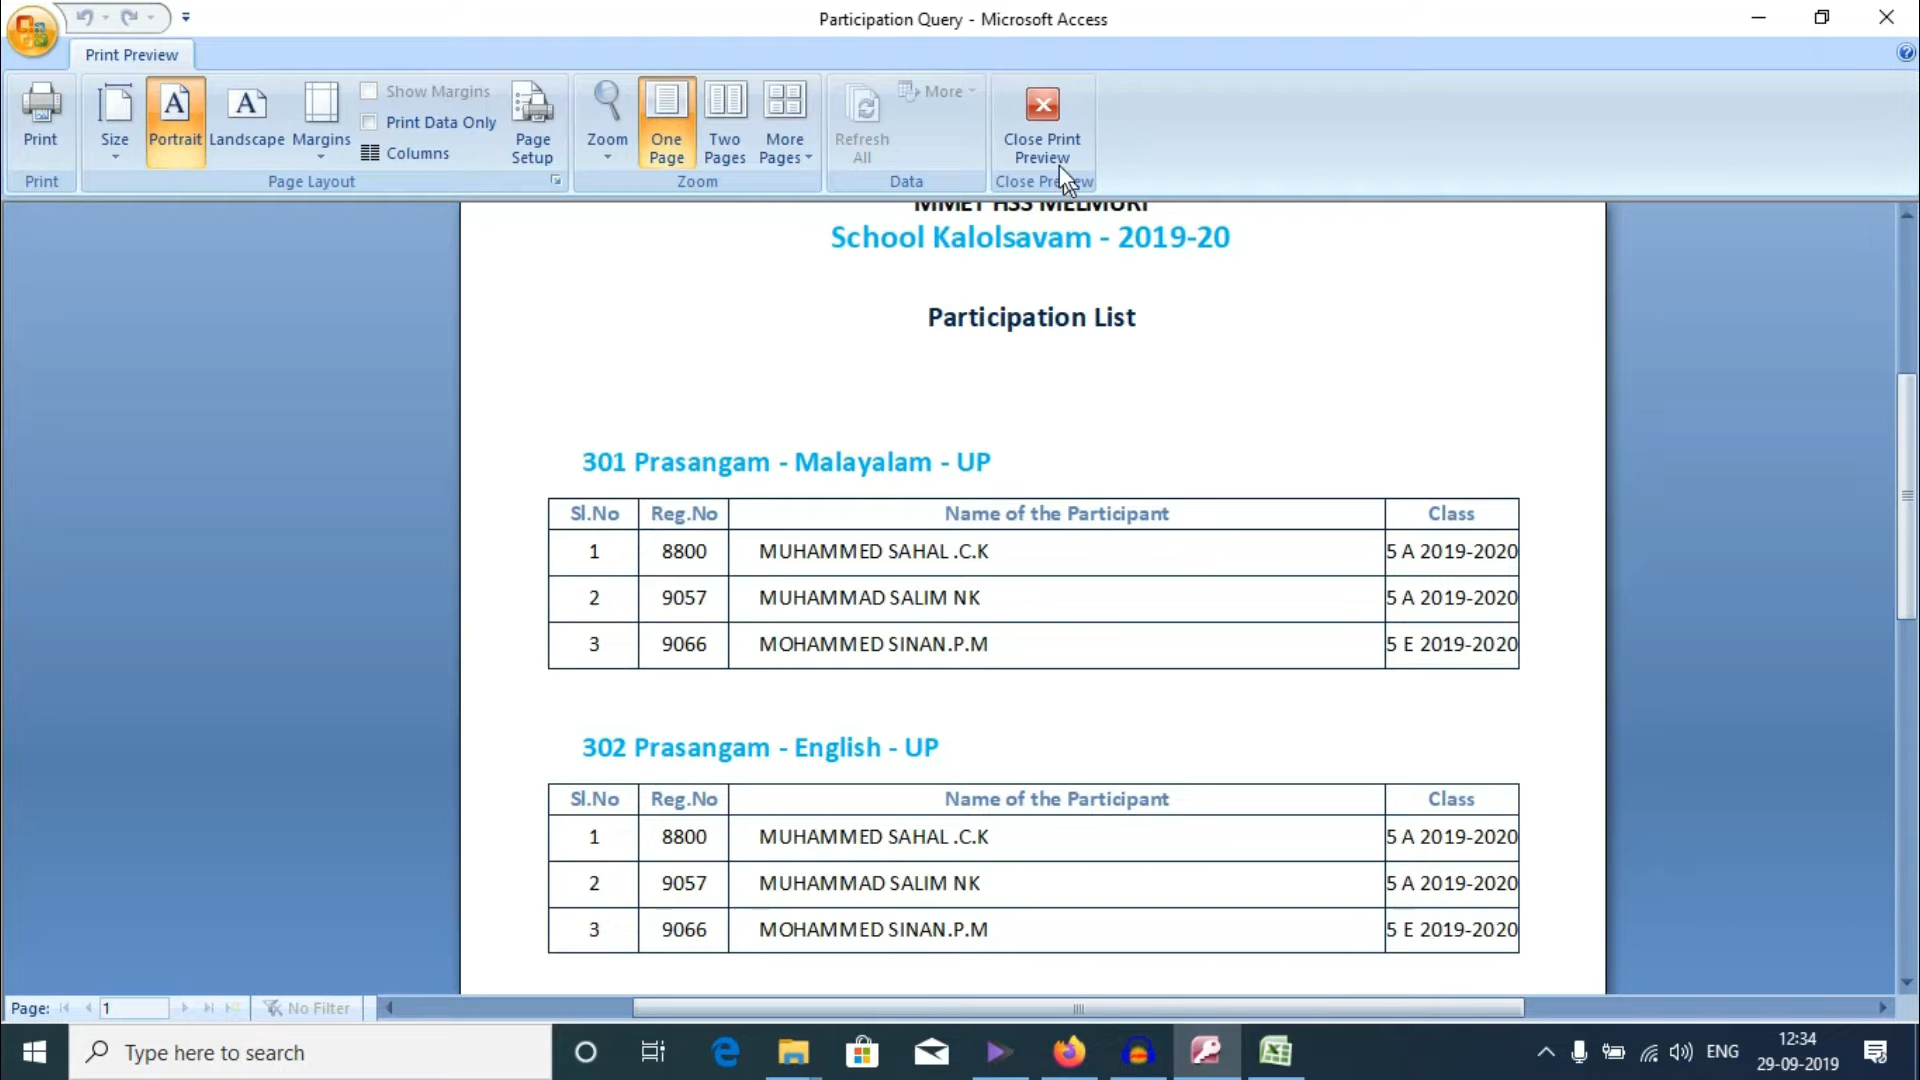 Participation Query - Microsoft Access
Print Preview
Print
Size
Portrait
Landscape
Margins
Show Margins
Print Data Only
Columns
Page Setup
Zoom
One Page
Two Pages
More Pages
Refresh All
More
Close Print Preview
Print
Page Layout
Zoom
Data
Close Preview
MMET HSS MELMURI
School Kalolsavam - 2019-20
Participation List
301 Prasangam - Malayalam - UP
Sl.No Reg.No Name of the Participant Class
1 8800 MUHAMMED SAHAL .C.K 5 A 2019-2020
2 9057 MUHAMMAD SALIM NK 5 A 2019-2020
3 9066 MOHAMMED SINAN.P.M 5 E 2019-2020
302 Prasangam - English - UP
Sl.No Reg.No Name of the Participant Class
1 8800 MUHAMMED SAHAL .C.K 5 A 2019-2020
2 9057 MUHAMMAD SALIM NK 5 A 2019-2020
3 9066 MOHAMMED SINAN.P.M 5 E 2019-2020
Page: 1 No Filter
Type here to search
ENG
12:34
29-09-2019